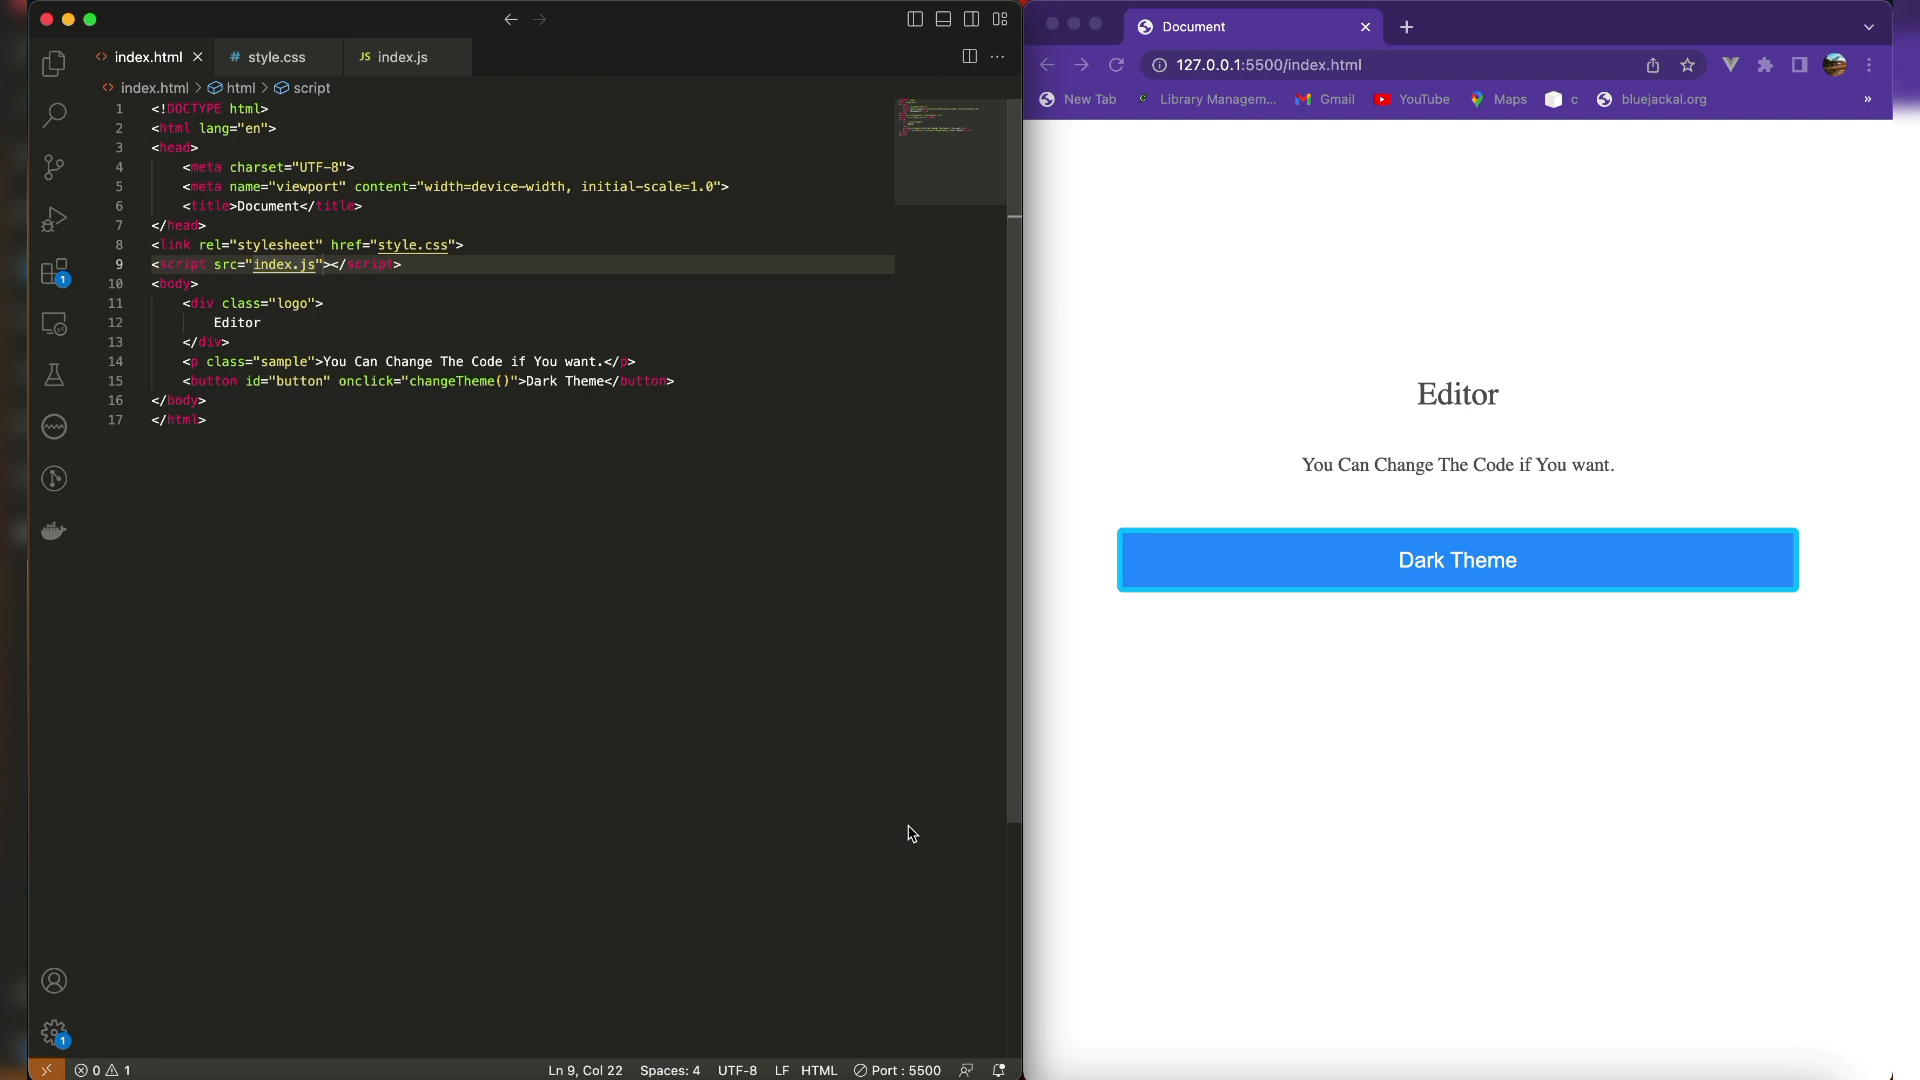 index.html
# style.css
JS index.js
index.html > html > script
1 <!DOCTYPE html>
2 <html lang="en">
3 <head>
4 <meta charset="UTF-8">
5 <meta name="viewport" content="width=device-width, initial-scale=1.0">
6 <title>Document</title>
7 </head>
8 <link rel="stylesheet" href="style.css">
9 <script src="index.js"></script>
10 <body>
11 <div class="logo">
12 Editor
13 </div>
14 <p class="sample">You Can Change The Code if You want.</p>
15 <button id="button" onclick="changeTheme()">Dark Theme</button>
16 </body>
17 </html>
1
1
0 1
Ln 9, Col 22 Spaces: 4 UTF-8 LF HTML Port : 5500
Document
127.0.0.1:5500/index.html
New Tab Library Managem... Gmail YouTube Maps c bluejackal.org »
Editor
You Can Change The Code if You want.
Dark Theme